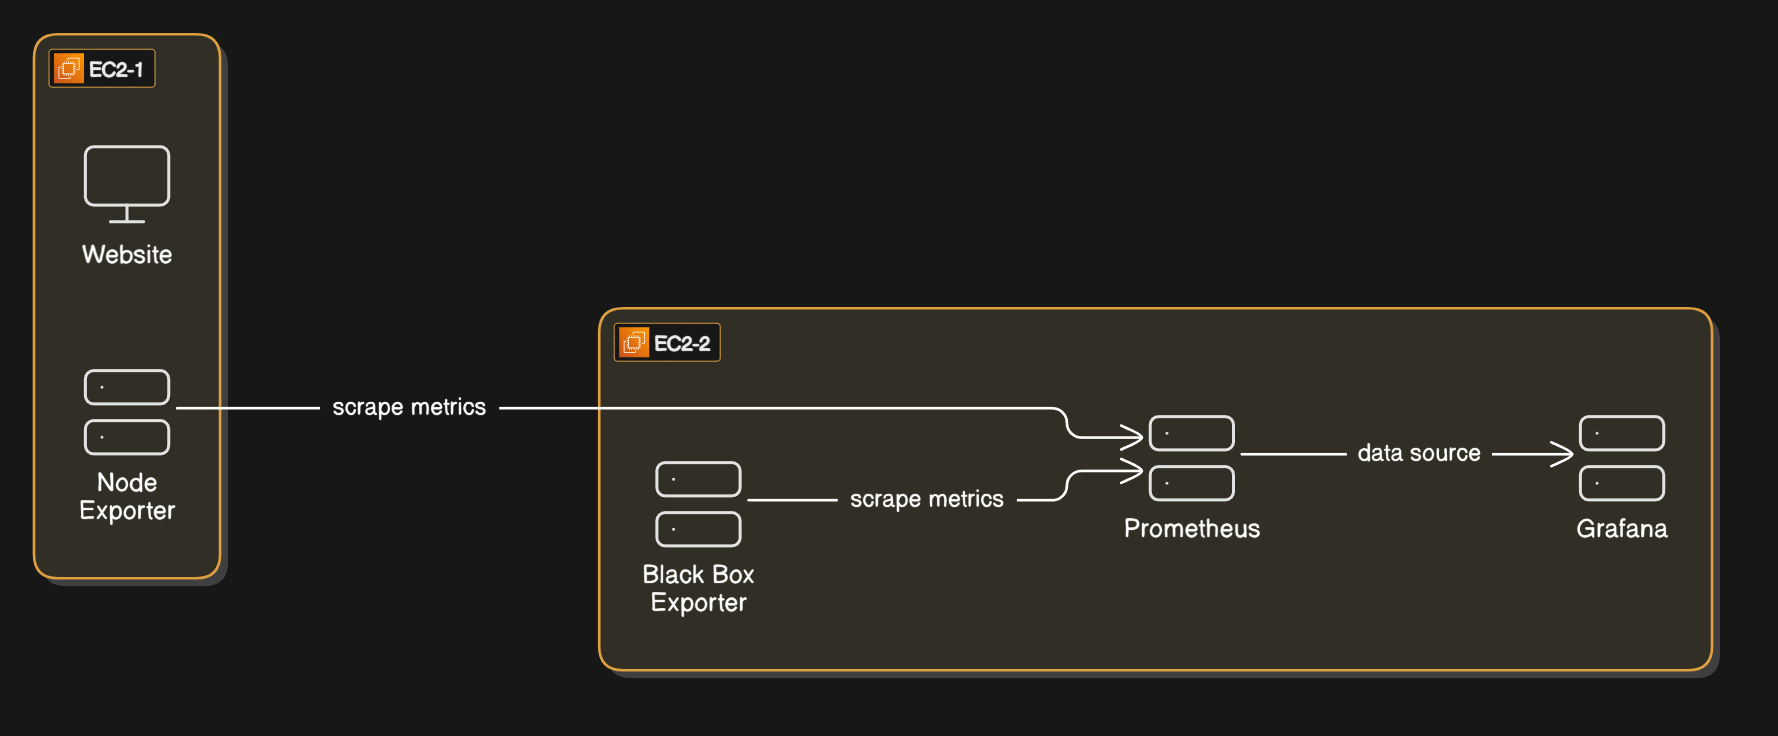 EC2-1
Website
Node
Exporter
scrape metrics
EC2-2
Black Box
Exporter
scrape metrics
Prometheus
data source
Grafana